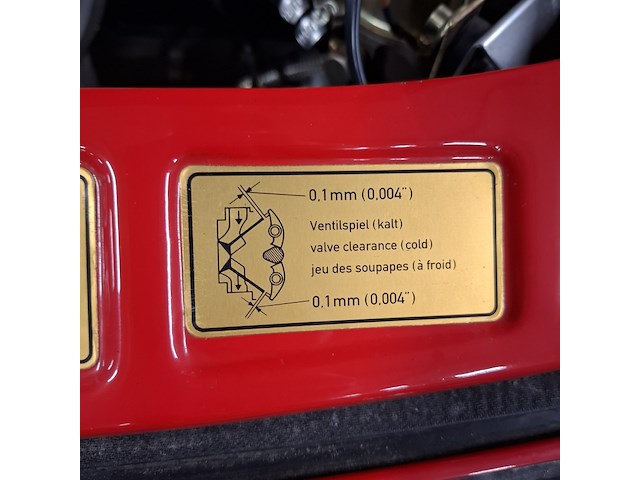 0.1mm (0,004")
Ventilspiel (kalt)
valve clearance (cold)
jeu des soupapes (à froid)
0.1mm (0,004")